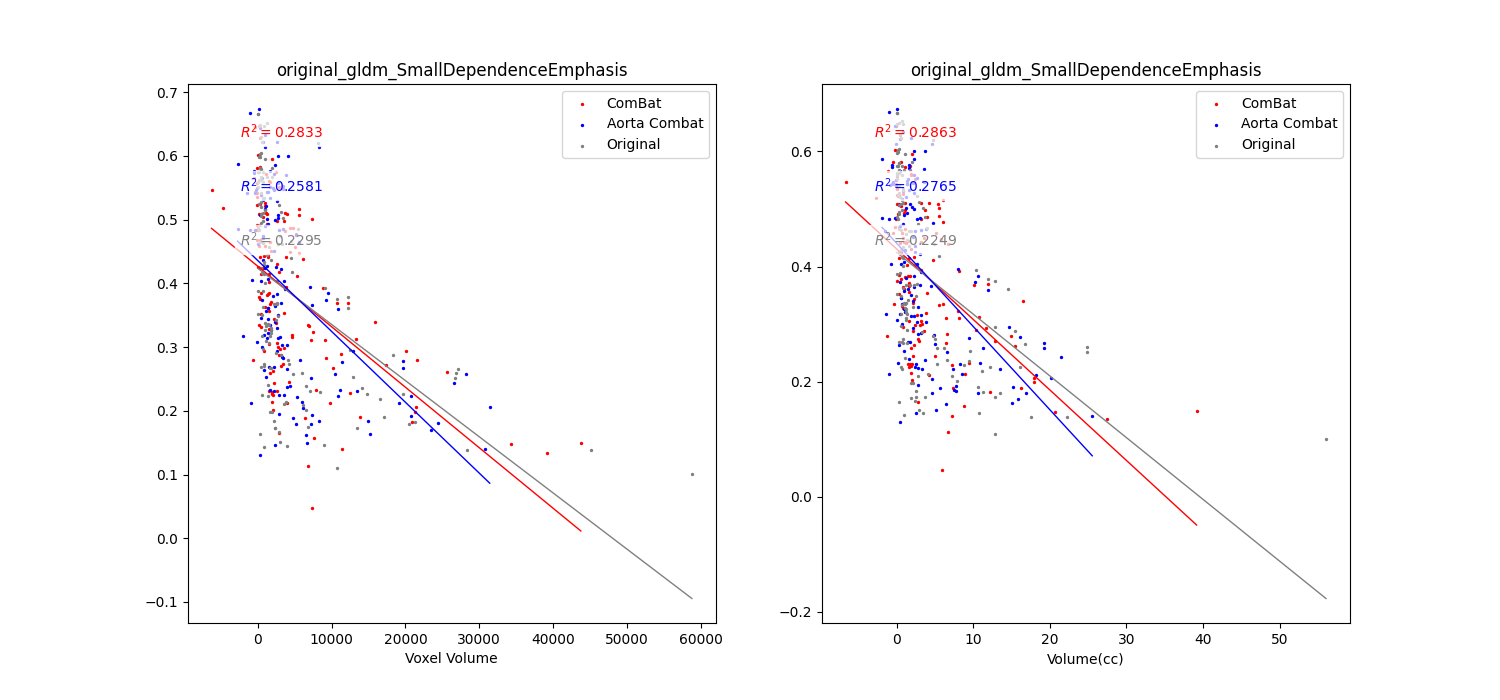 original_gldm_SmallDependenceEmphasis
0.7
0.6
0.5
0.4
0.3
0.2
0.1
0.0
−0.1
R² = 0.2833
R² = 0.2581
R² = 0.2295
ComBat
Aorta Combat
Original
0 10000 20000 30000 40000 50000 60000
Voxel Volume
original_gldm_SmallDependenceEmphasis
0.6
0.4
0.2
0.0
−0.2
R² = 0.2863
R² = 0.2765
R² = 0.2249
ComBat
Aorta Combat
Original
0 10 20 30 40 50
Volume(cc)